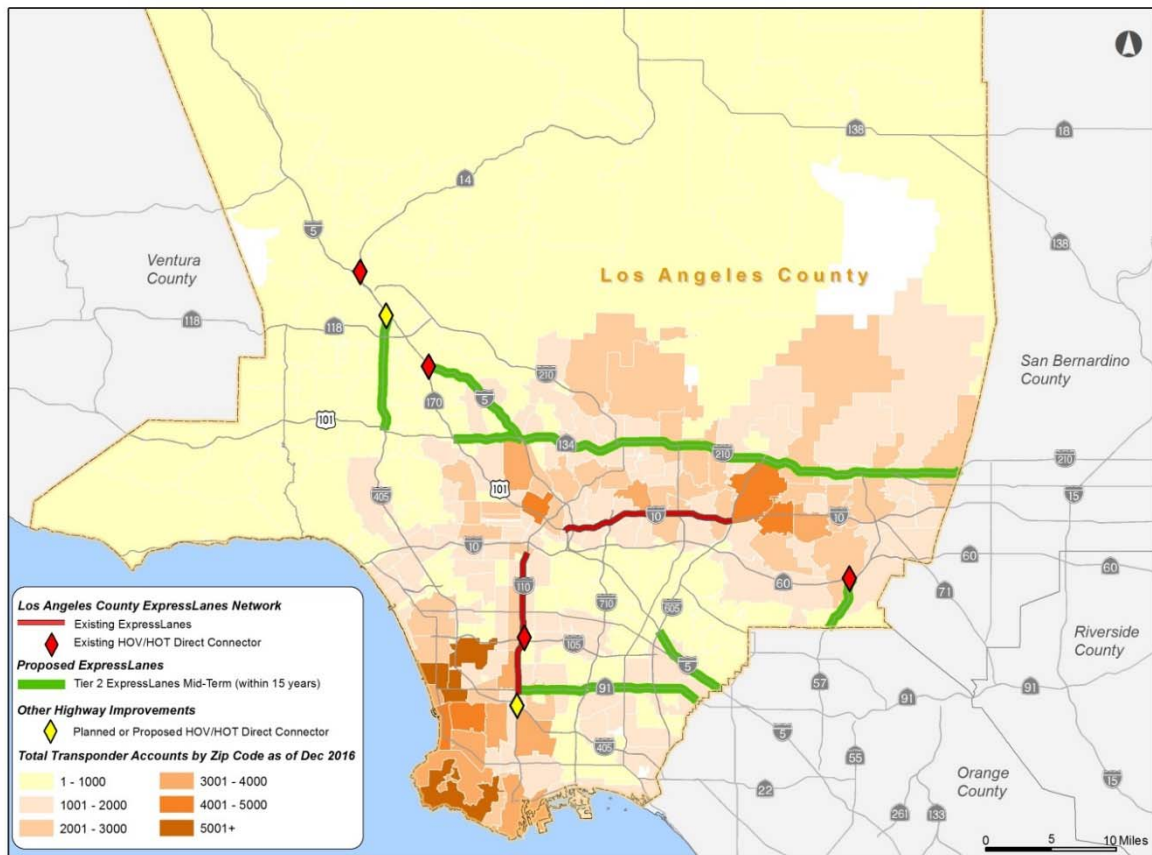 138
18
14
5
Ventura
County
138
Los Angeles County
118
118
San Bernardino
County
210
170
5
101
134
210
210
15
405
101
10
10
10
60
60
110
60
71
710
605
Los Angeles County ExpressLanes Network
Existing ExpressLanes
Existing HOV/HOT Direct Connector
Proposed ExpressLanes
Tier 2 ExpressLanes Mid-Term (within 15 years)
Other Highway Improvements
Planned or Proposed HOV/HOT Direct Connector
Total Transponder Accounts by Zip Code as of Dec 2016
1 - 1000
3001 - 4000
1001 - 2000
4001 - 5000
2001 - 3000
5001+
105
Riverside
County
5
57
91
91
91
405
5
55
22
Orange
County
15
261
133
0 5 10 Miles